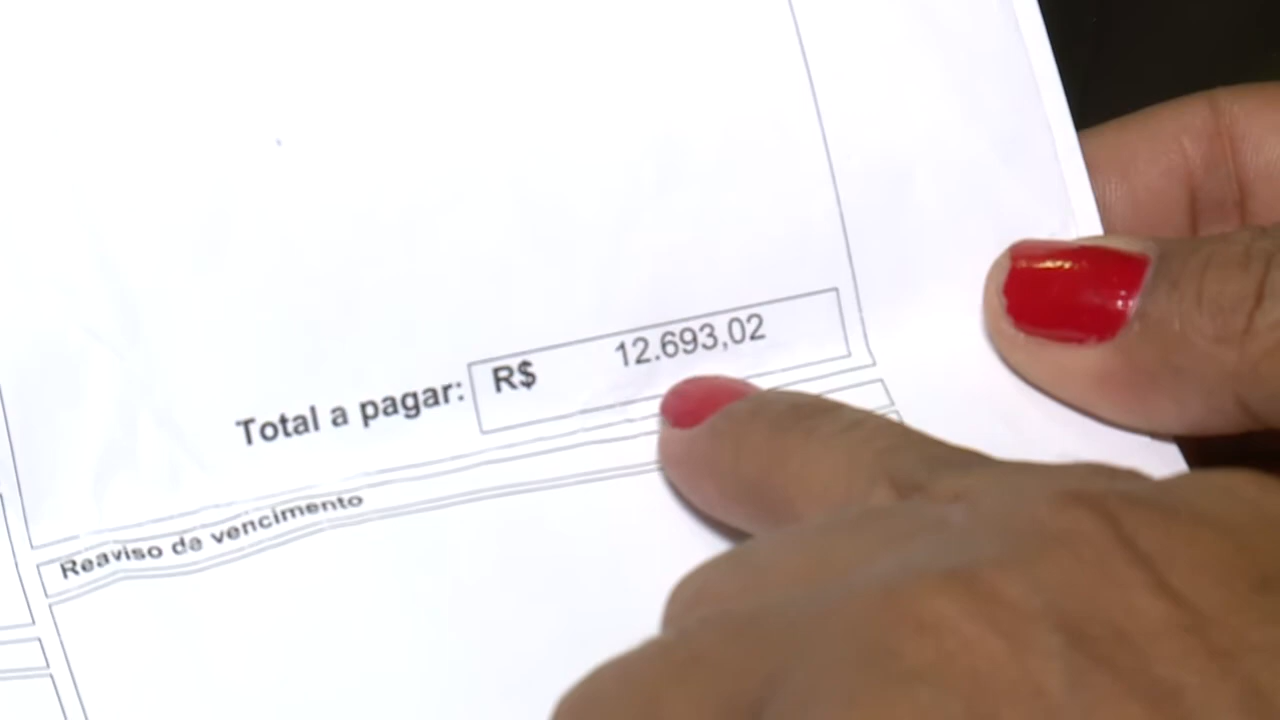 Total a pagar: R$ 12.693,02
Reaviso de vencimento